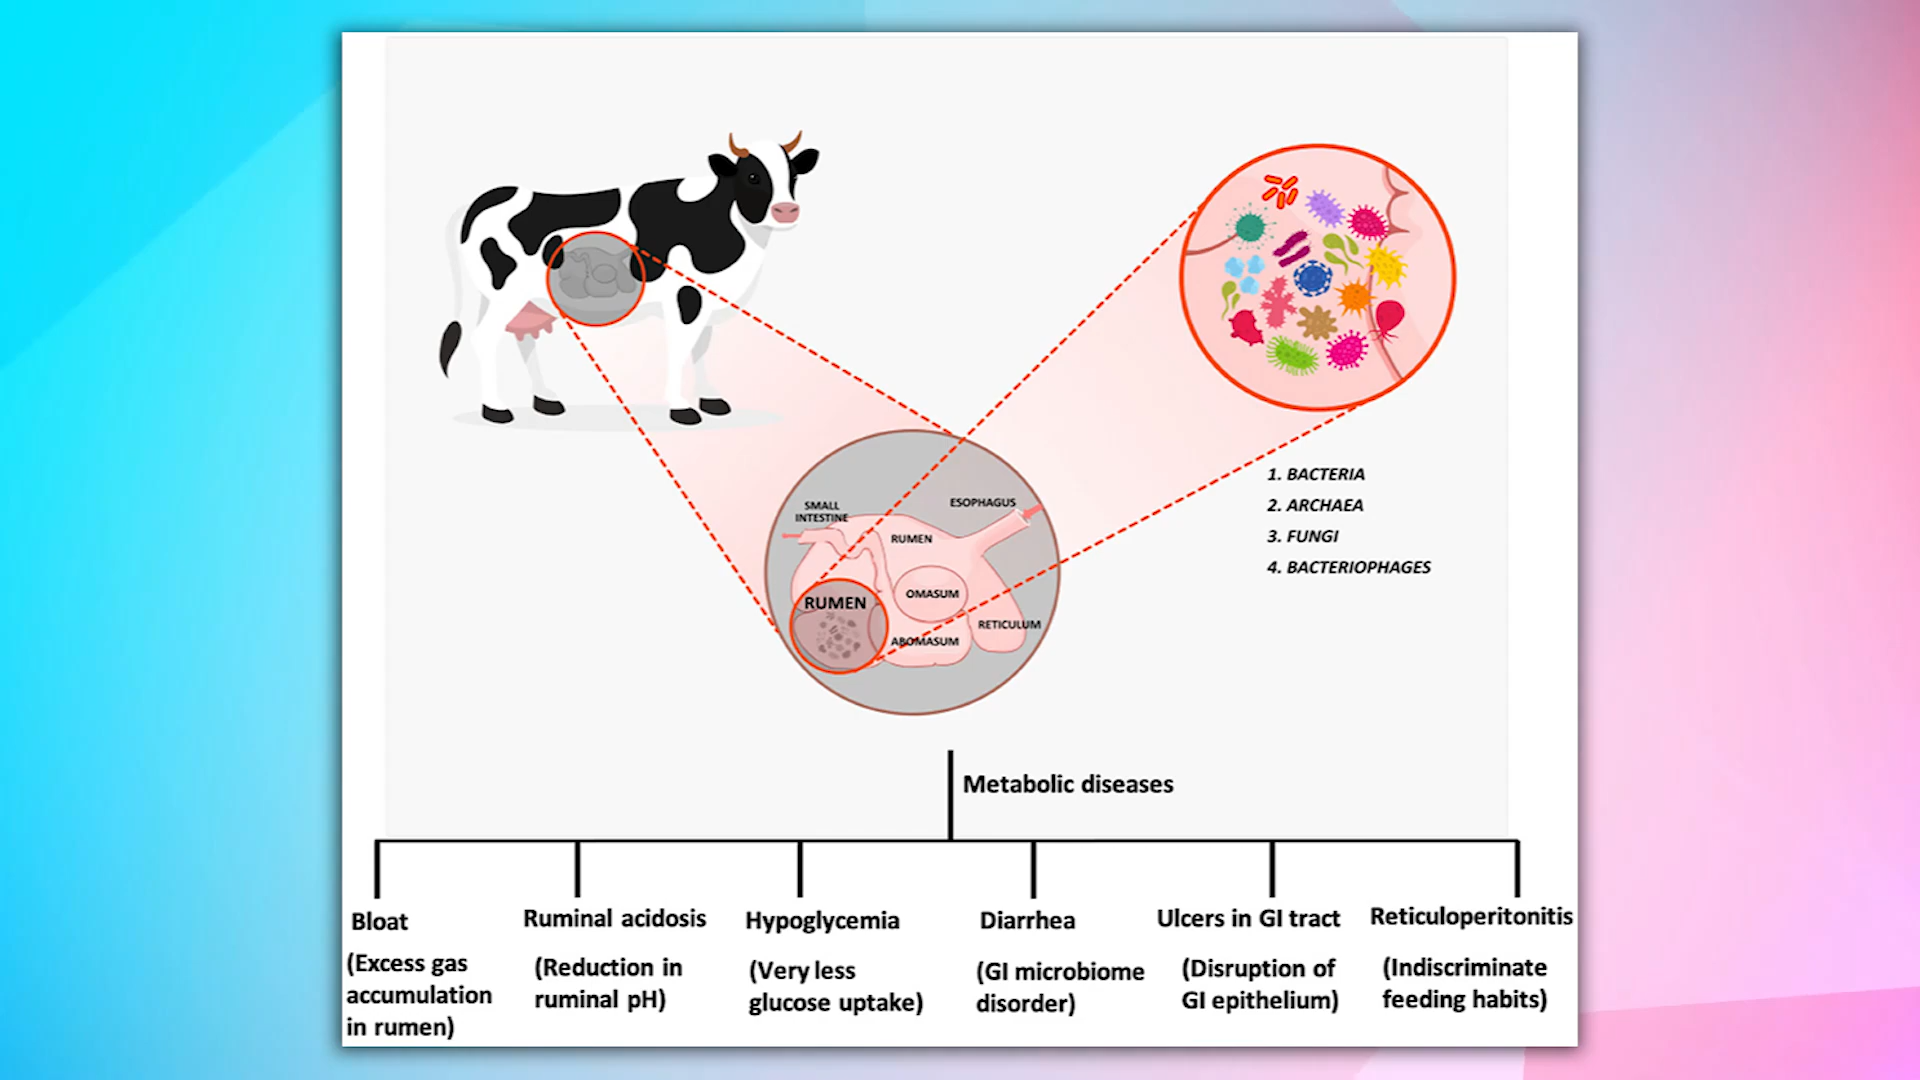 SMALL
INTESTINE
ESOPHAGUS
RUMEN
RUMEN
OMASUM
RETICULUM
ABOMASUM
1. BACTERIA
2. ARCHAEA
3. FUNGI
4. BACTERIOPHAGES
Metabolic diseases
Bloat
(Excess gas
accumulation
in rumen)
Ruminal acidosis
(Reduction in
ruminal pH)
Hypoglycemia
(Very less
glucose uptake)
Diarrhea
(GI microbiome
disorder)
Ulcers in GI tract
(Disruption of
GI epithelium)
Reticuloperitonitis
(Indiscriminate
feeding habits)